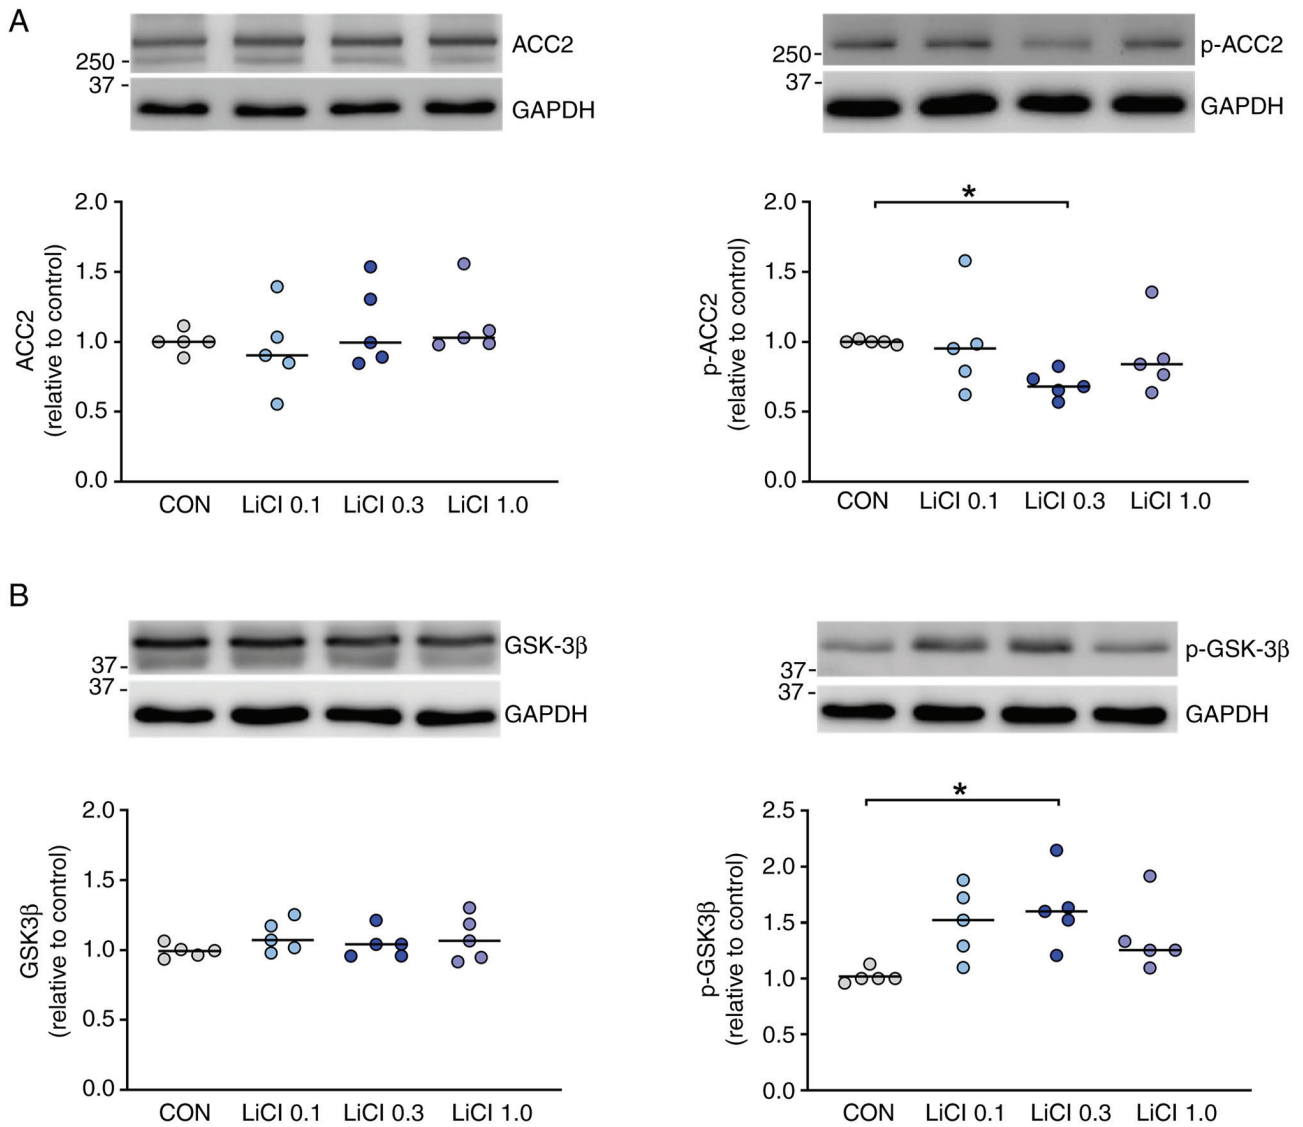 A
ACC2
250
37
GAPDH
p-ACC2
250
37
GAPDH
2.0
1.5
1.0
0.5
0.0
ACC2
(relative to control)
CON LiCl 0.1 LiCl 0.3 LiCl 1.0
*
2.0
1.5
1.0
0.5
0.0
p-ACC2
(relative to control)
CON LiCl 0.1 LiCl 0.3 LiCl 1.0
B
GSK-3β
37
37
GAPDH
p-GSK-3β
37
37
GAPDH
2.0
1.5
1.0
0.5
0.0
GSK3β
(relative to control)
CON LiCl 0.1 LiCl 0.3 LiCl 1.0
*
2.5
2.0
1.5
1.0
0.5
0.0
p-GSK3β
(relative to control)
CON LiCl 0.1 LiCl 0.3 LiCl 1.0